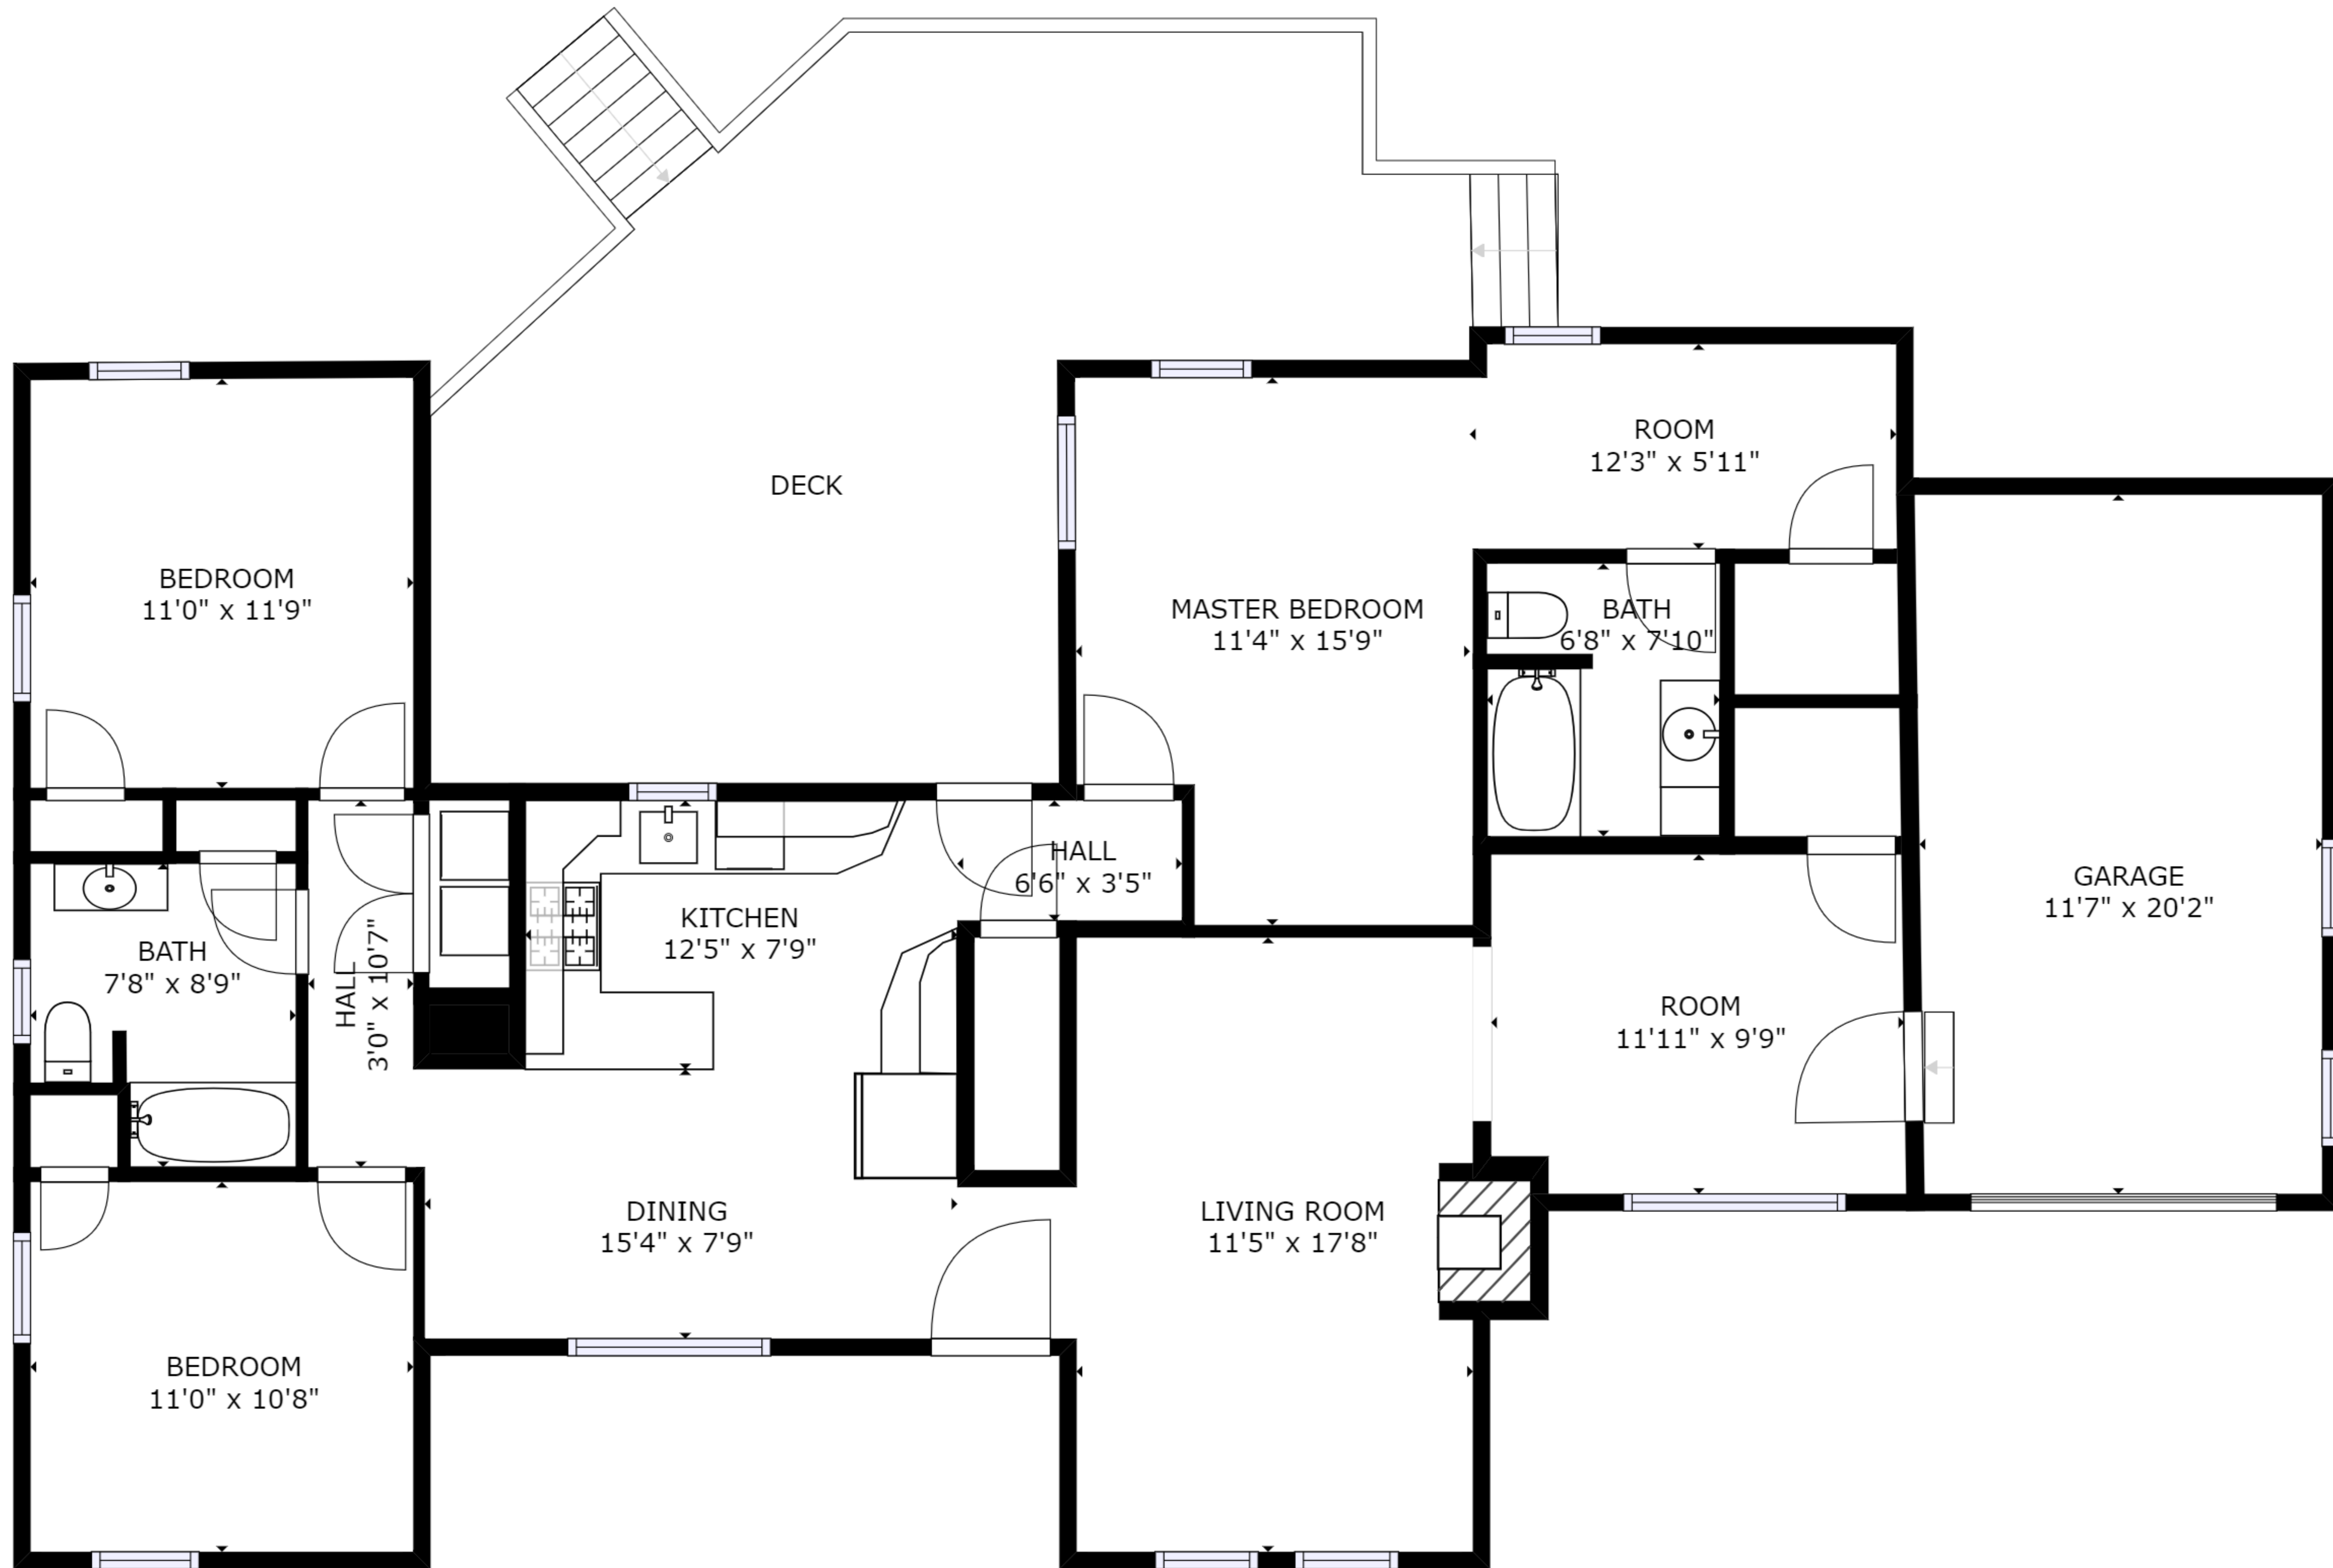 ROOM
12'3" x 5'11"
DECK
BEDROOM
11'0" x 11'9"
MASTER BEDROOM
11'4" x 15'9"
BATH
6'8" x 7'10"
HALL
6'6" x 3'5"
GARAGE
11'7" x 20'2"
KITCHEN
12'5" x 7'9"
BATH
7'8" x 8'9"
HALL
3'0" x 10'7"
ROOM
11'11" x 9'9"
DINING
15'4" x 7'9"
LIVING ROOM
11'5" x 17'8"
BEDROOM
11'0" x 10'8"